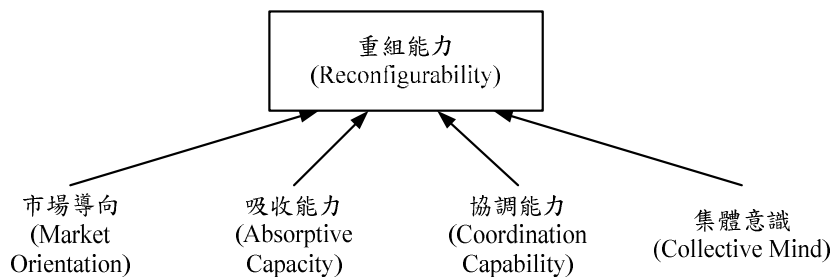 重組能力
(Reconfigurability)
市場導向
(Market
Orientation)
吸收能力
(Absorptive
Capacity)
協調能力
(Coordination
Capability)
集體意識
(Collective Mind)